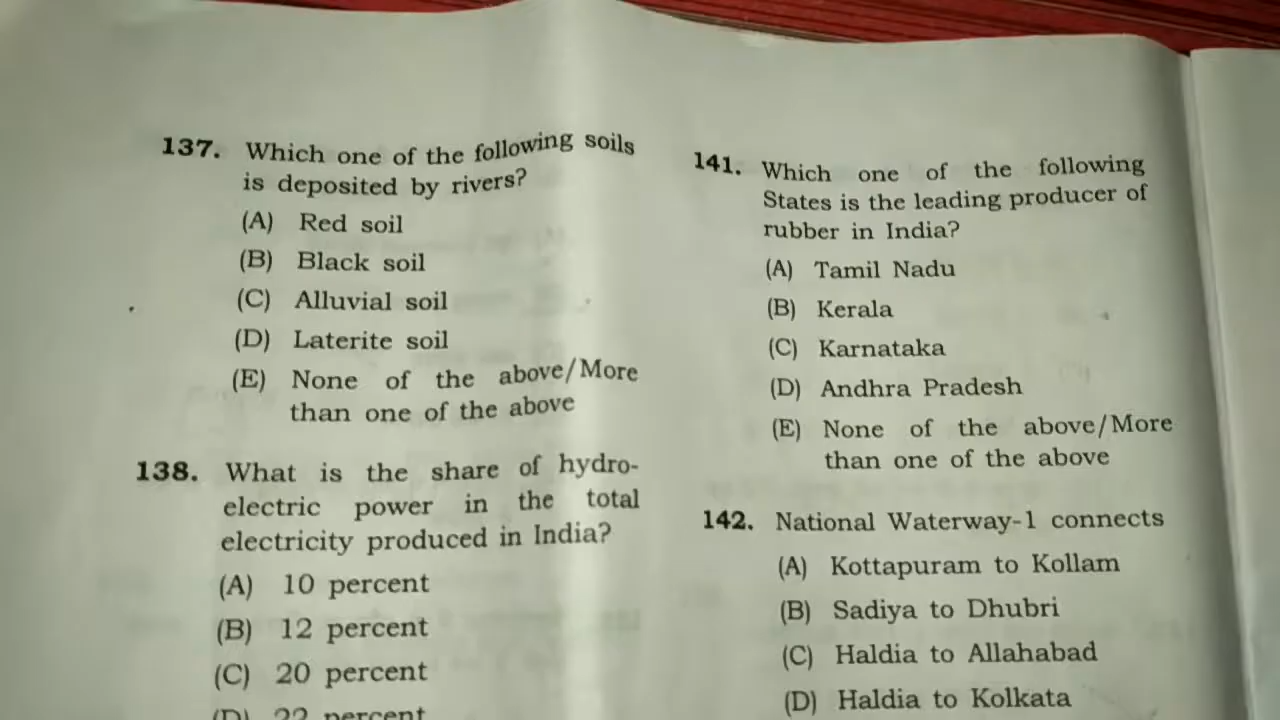 137. Which one of the following soils
is deposited by rivers?
(A) Red soil
(B) Black soil
(C) Alluvial soil
(D) Laterite soil
(E) None of the above/More
than one of the above
138. What is the share of hydro-
electric power in the total
electricity produced in India?
(A) 10 percent
(B) 12 percent
(C) 20 percent
(D) 22 percent
141. Which one of the following
States is the leading producer of
rubber in India?
(A) Tamil Nadu
(B) Kerala
(C) Karnataka
(D) Andhra Pradesh
(E) None of the above/More
than one of the above
142. National Waterway-1 connects
(A) Kottapuram to Kollam
(B) Sadiya to Dhubri
(C) Haldia to Allahabad
(D) Haldia to Kolkata